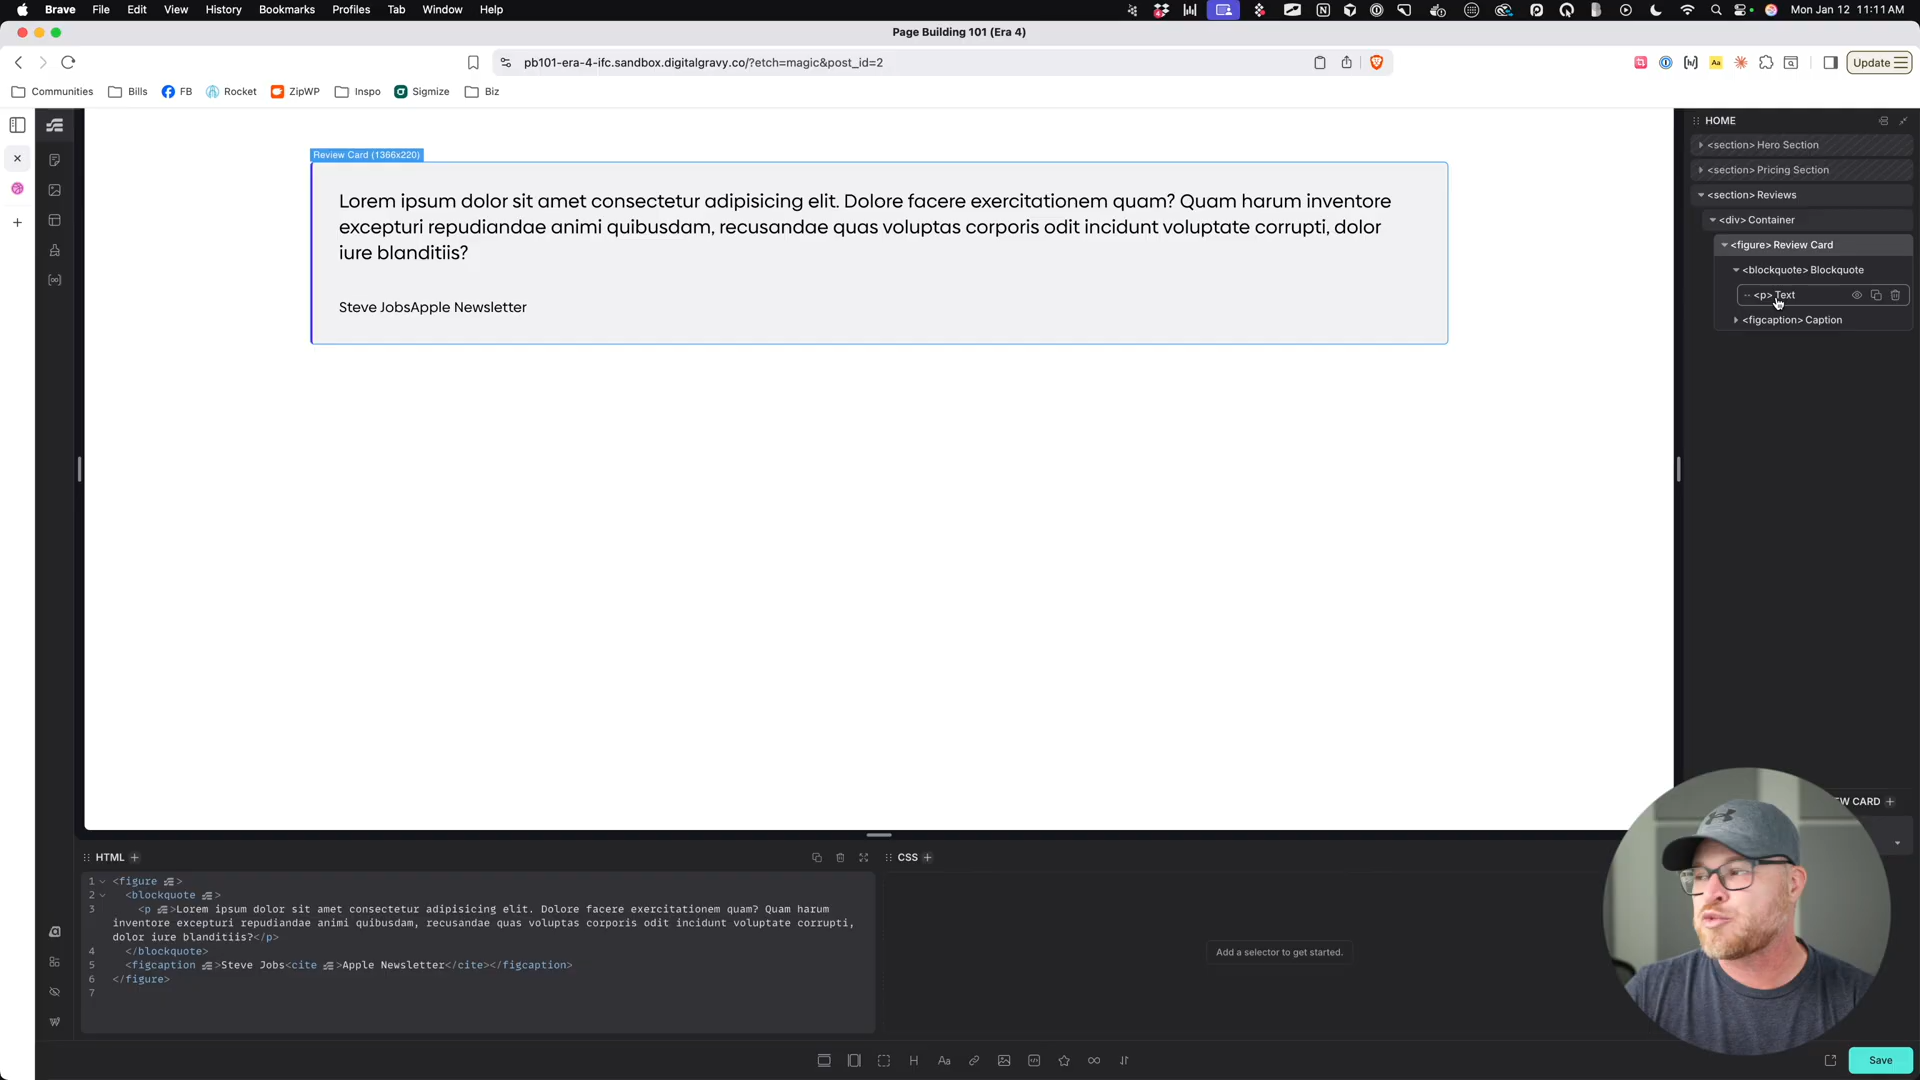 Brave File Edit View History Bookmarks Profiles Tab Window Help
Mon Jan 12 11:11 AM
Page Building 101 (Era 4)
pb101-era-4-ifc.sandbox.digitalgravy.co/?etch=magic&post_id=2
Update
Communities Bills FB Rocket ZipWP Inspo Sigmize Biz
Review Card (1366x220)
Lorem ipsum dolor sit amet consectetur adipisicing elit. Dolore facere exercitationem quam? Quam harum inventore
excepturi repudiandae animi quibusdam, recusandae quas voluptas corporis odit incidunt voluptate corrupti, dolor
iure blanditiis?
Steve JobsApple Newsletter
HOME
<section> Hero Section
<section> Pricing Section
<section> Reviews
<div> Container
<figure> Review Card
<blockquote> Blockquote
<p> Text
<figcaption> Caption
W CARD +
HTML +
1 <figure >
2 <blockquote >
3 <p >Lorem ipsum dolor sit amet consectetur adipisicing elit. Dolore facere exercitationem quam? Quam harum
inventore excepturi repudiandae animi quibusdam, recusandae quas voluptas corporis odit incidunt voluptate corrupti,
dolor iure blanditiis?</p>
4 </blockquote>
5 <figcaption >Steve Jobs<cite >Apple Newsletter</cite></figcaption>
6 </figure>
7
CSS +
Add a selector to get started.
Save